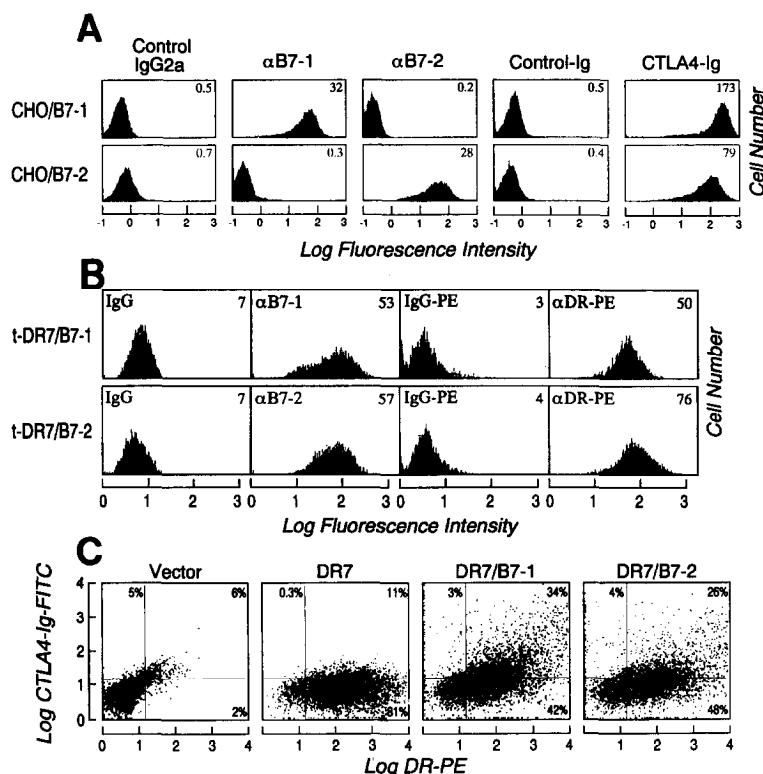 A
Control IgG2a
αB7-1
αB7-2
Control-Ig
CTLA4-Ig
CHO/B7-1
0.5
32
0.2
0.5
173
CHO/B7-2
0.7
0.3
28
0.4
79
Cell Number
-1 0 1 2 3
-1 0 1 2 3
-1 0 1 2 3
-1 0 1 2 3
-1 0 1 2 3
Log Fluorescence Intensity
B
t-DR7/B7-1
IgG 7
αB7-1 53
IgG-PE 3
αDR-PE 50
t-DR7/B7-2
IgG 7
αB7-2 57
IgG-PE 4
αDR-PE 76
Cell Number
0 1 2 3
0 1 2 3
0 1 2 3
0 1 2 3
Log Fluorescence Intensity
C
Vector
DR7
DR7/B7-1
DR7/B7-2
Log CTLA4-Ig-FITC
4
3
2
1
0
5% 6%
2%
0.3% 11%
81%
3% 34%
42%
4% 26%
48%
0 1 2 3 4
0 1 2 3 4
0 1 2 3 4
0 1 2 3 4
Log DR-PE